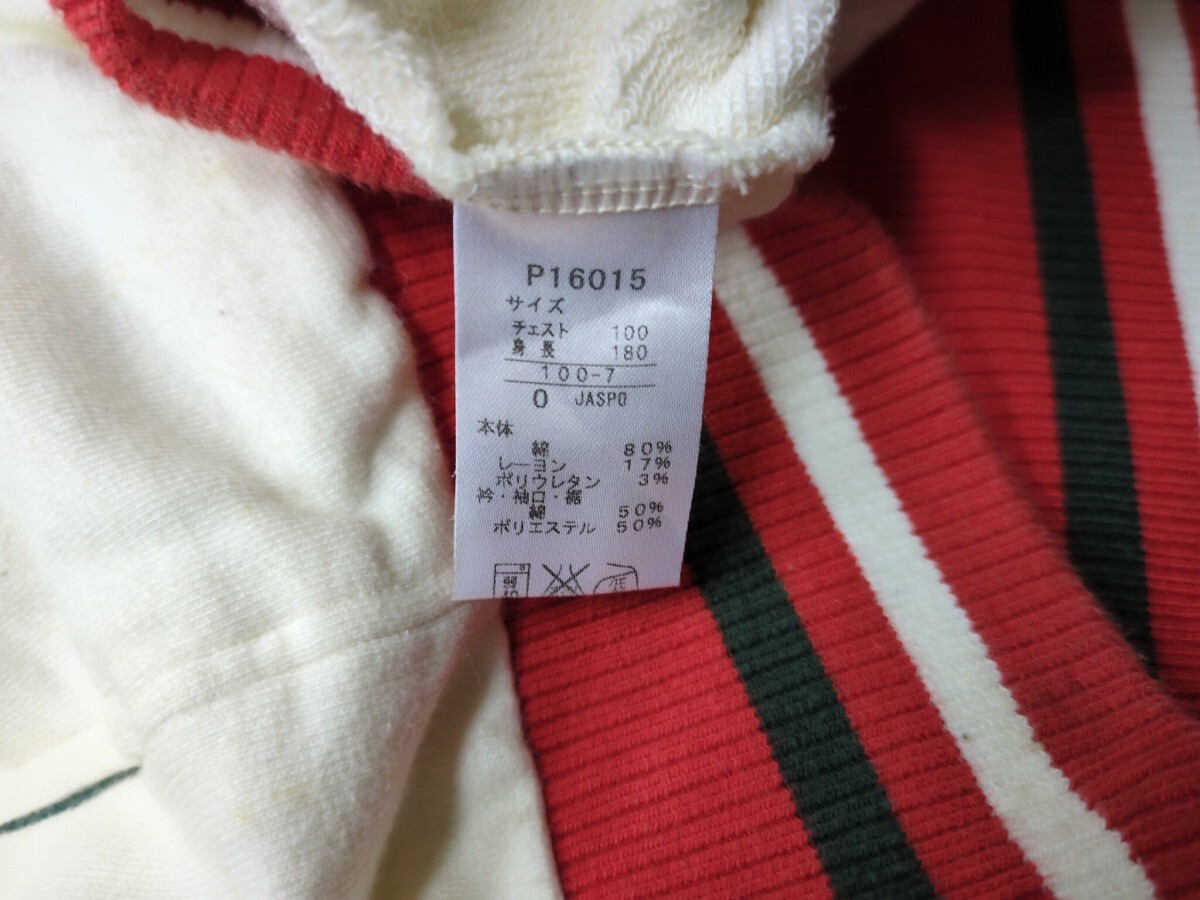 P16015
サイズ
チェスト 100
身長 180
100-7
O JASPO
本体
綿 80%
レーヨン 17%
ポリウレタン 3%
衿・袖口・裾
綿 50%
ポリエステル 50%